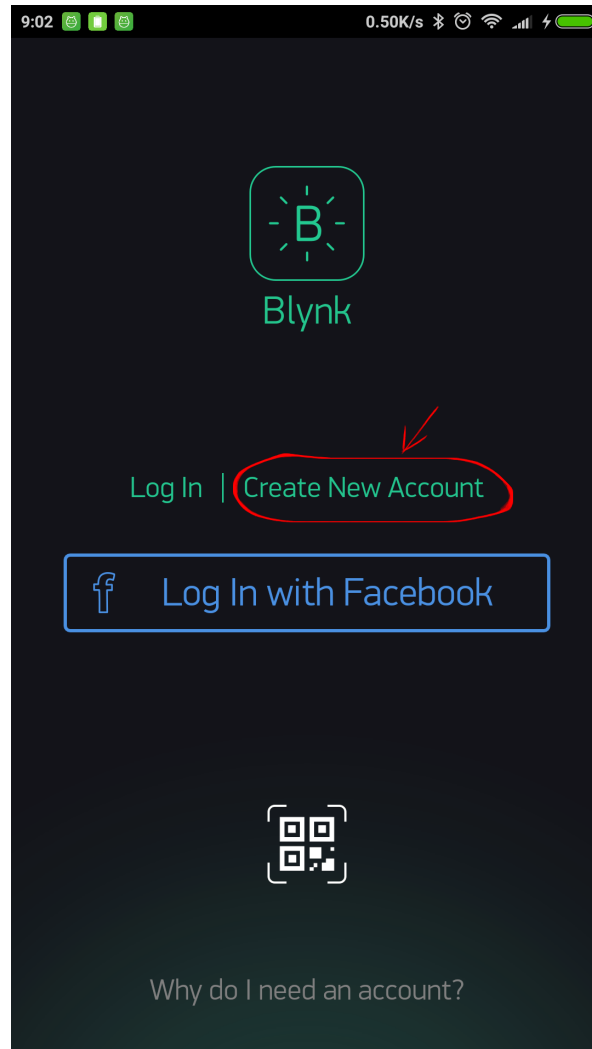 9:02 0.50K/s
B
Blynk
Log In | Create New Account
f Log In with Facebook
Why do I need an account?